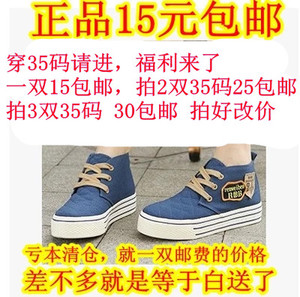 正品15元包邮
穿35码请进，福利来了
一双15包邮，拍2双35码25包邮
拍3双35码 30包邮 拍好改价
亏本清仓，就一双邮费的价格
差不多就是等于白送了